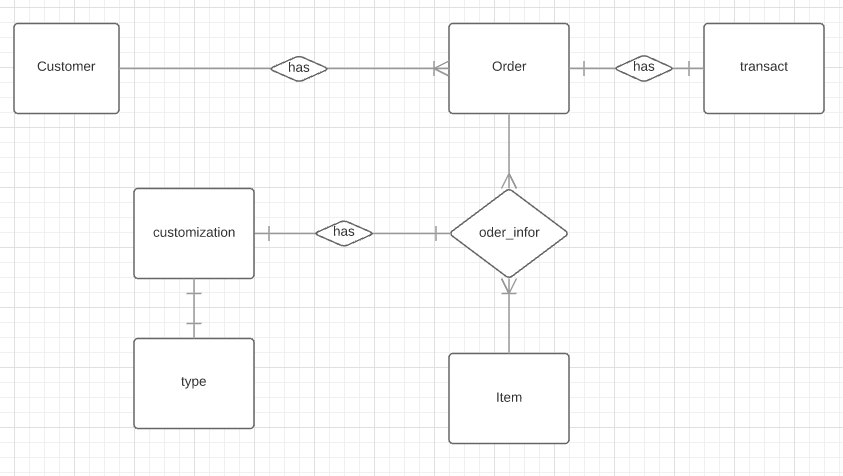 Customer
has
Order
has
transact
customization
has
oder_infor
type
Item